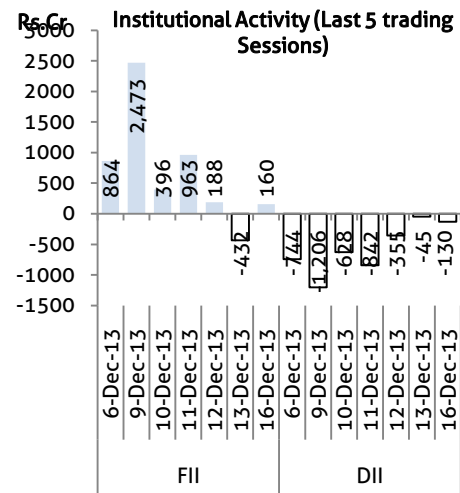 Rs.Cr
Institutional Activity (Last 5 trading
Sessions)
3000
2500
2000
1500
1000
500
0
-500
-1000
-1500
864
2,473
396
963
188
-432
160
-744
-1,206
-628
-842
-355
-45
-130
6-Dec-13
9-Dec-13
10-Dec-13
11-Dec-13
12-Dec-13
13-Dec-13
16-Dec-13
6-Dec-13
9-Dec-13
10-Dec-13
11-Dec-13
12-Dec-13
13-Dec-13
16-Dec-13
FII
DII